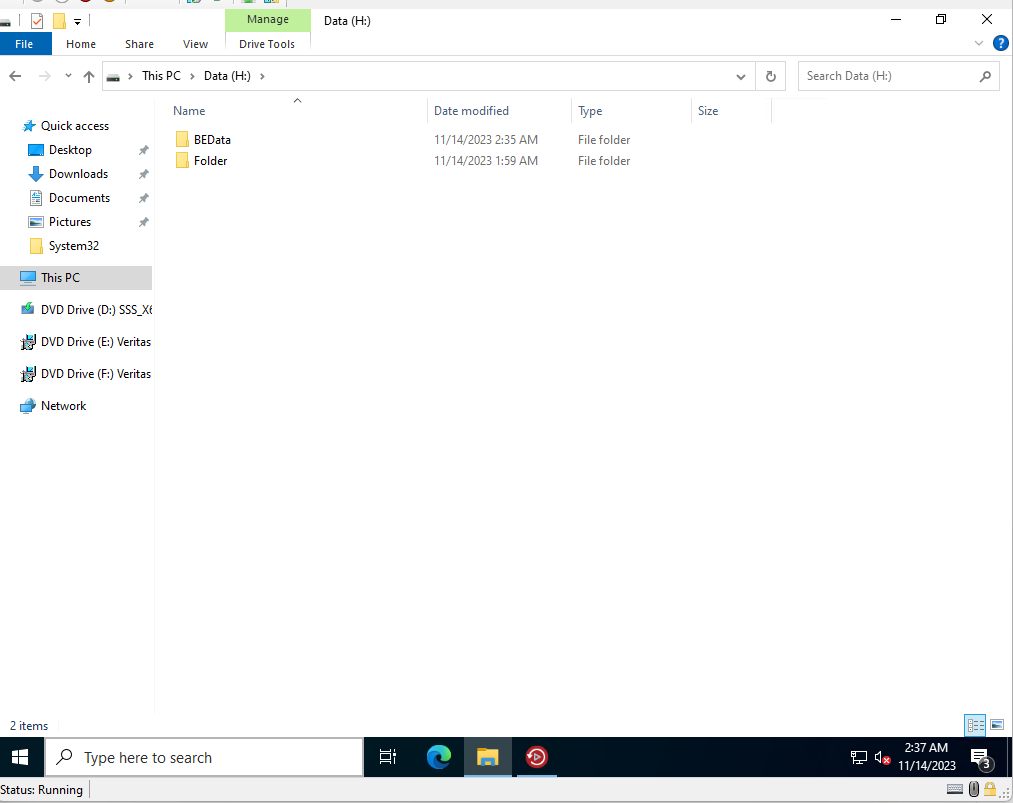 Manage
Data (H:)
File
Home
Share
View
Drive Tools
?
This PC
Data (H:)
Search Data (H:)
Name
Date modified
Type
Size
BEData
11/14/2023 2:35 AM
File folder
Folder
11/14/2023 1:59 AM
File folder
Quick access
Desktop
Downloads
Documents
Pictures
System32
This PC
DVD Drive (D:) SSS_X6
DVD Drive (E:) Veritas
DVD Drive (F:) Veritas
Network
2 items
Type here to search
2:37 AM
11/14/2023
3
Status: Running